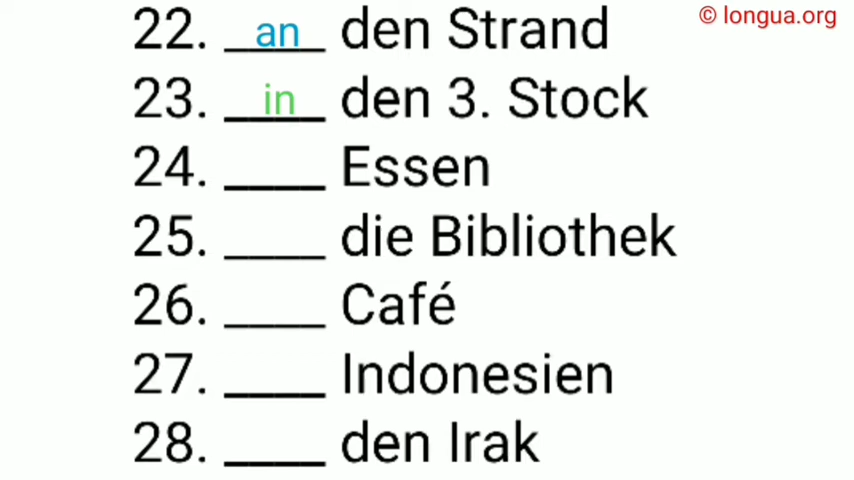 © longua.org
22. an den Strand
23. in den 3. Stock
24. ____ Essen
25. ____ die Bibliothek
26. ____ Café
27. ____ Indonesien
28. ____ den Irak